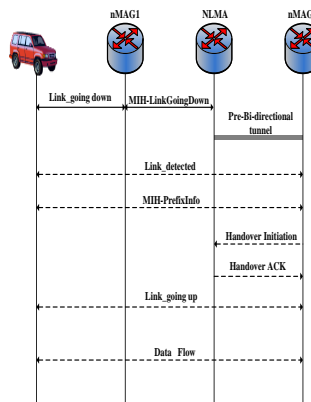 nMAG1 NLMA nMAG
Link_going down
MIH-LinkGoingDown
Pre-Bi-directional
tunnel
Link_detected
MIH-PrefixInfo
Handover Initiation
Handover ACK
Link_going up
Data Flow